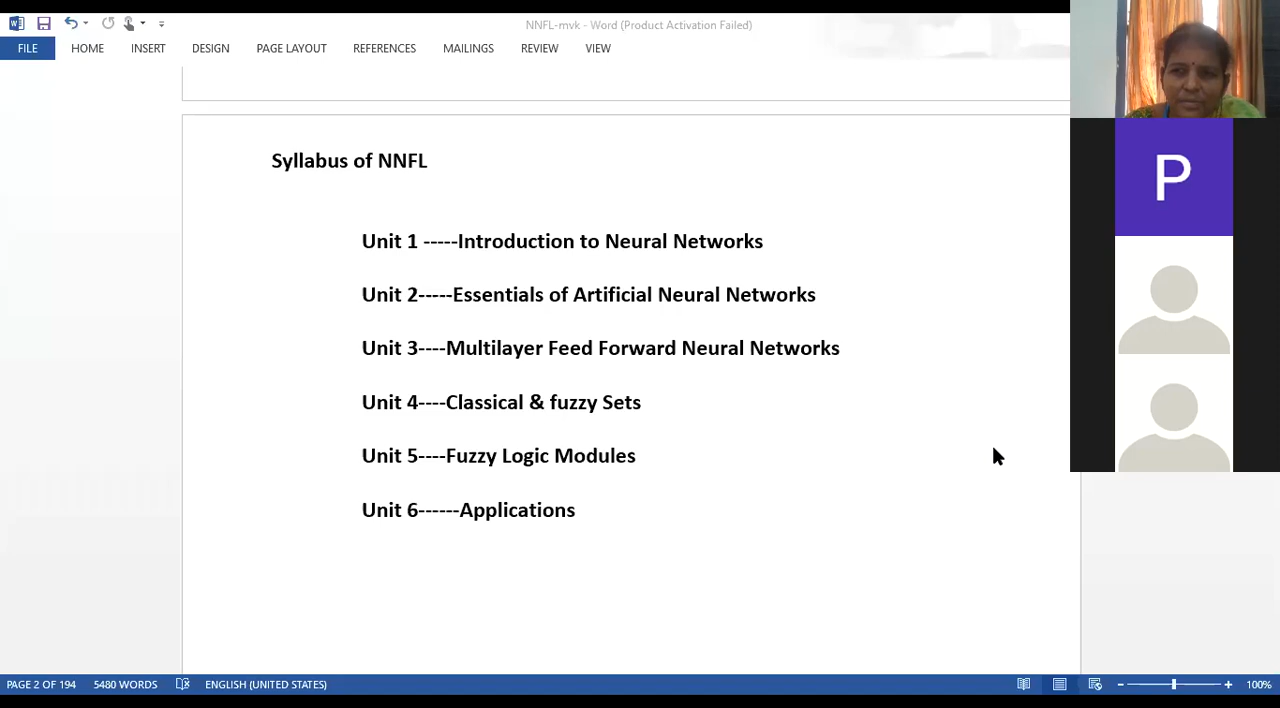 NNFL-mvk - Word (Product Activation Failed)
FILE HOME INSERT DESIGN PAGE LAYOUT REFERENCES MAILINGS REVIEW VIEW
Syllabus of NNFL
Unit 1 -----Introduction to Neural Networks
Unit 2-----Essentials of Artificial Neural Networks
Unit 3----Multilayer Feed Forward Neural Networks
Unit 4----Classical & fuzzy Sets
Unit 5----Fuzzy Logic Modules
Unit 6------Applications
P
PAGE 2 OF 194 5480 WORDS ENGLISH (UNITED STATES) 100%